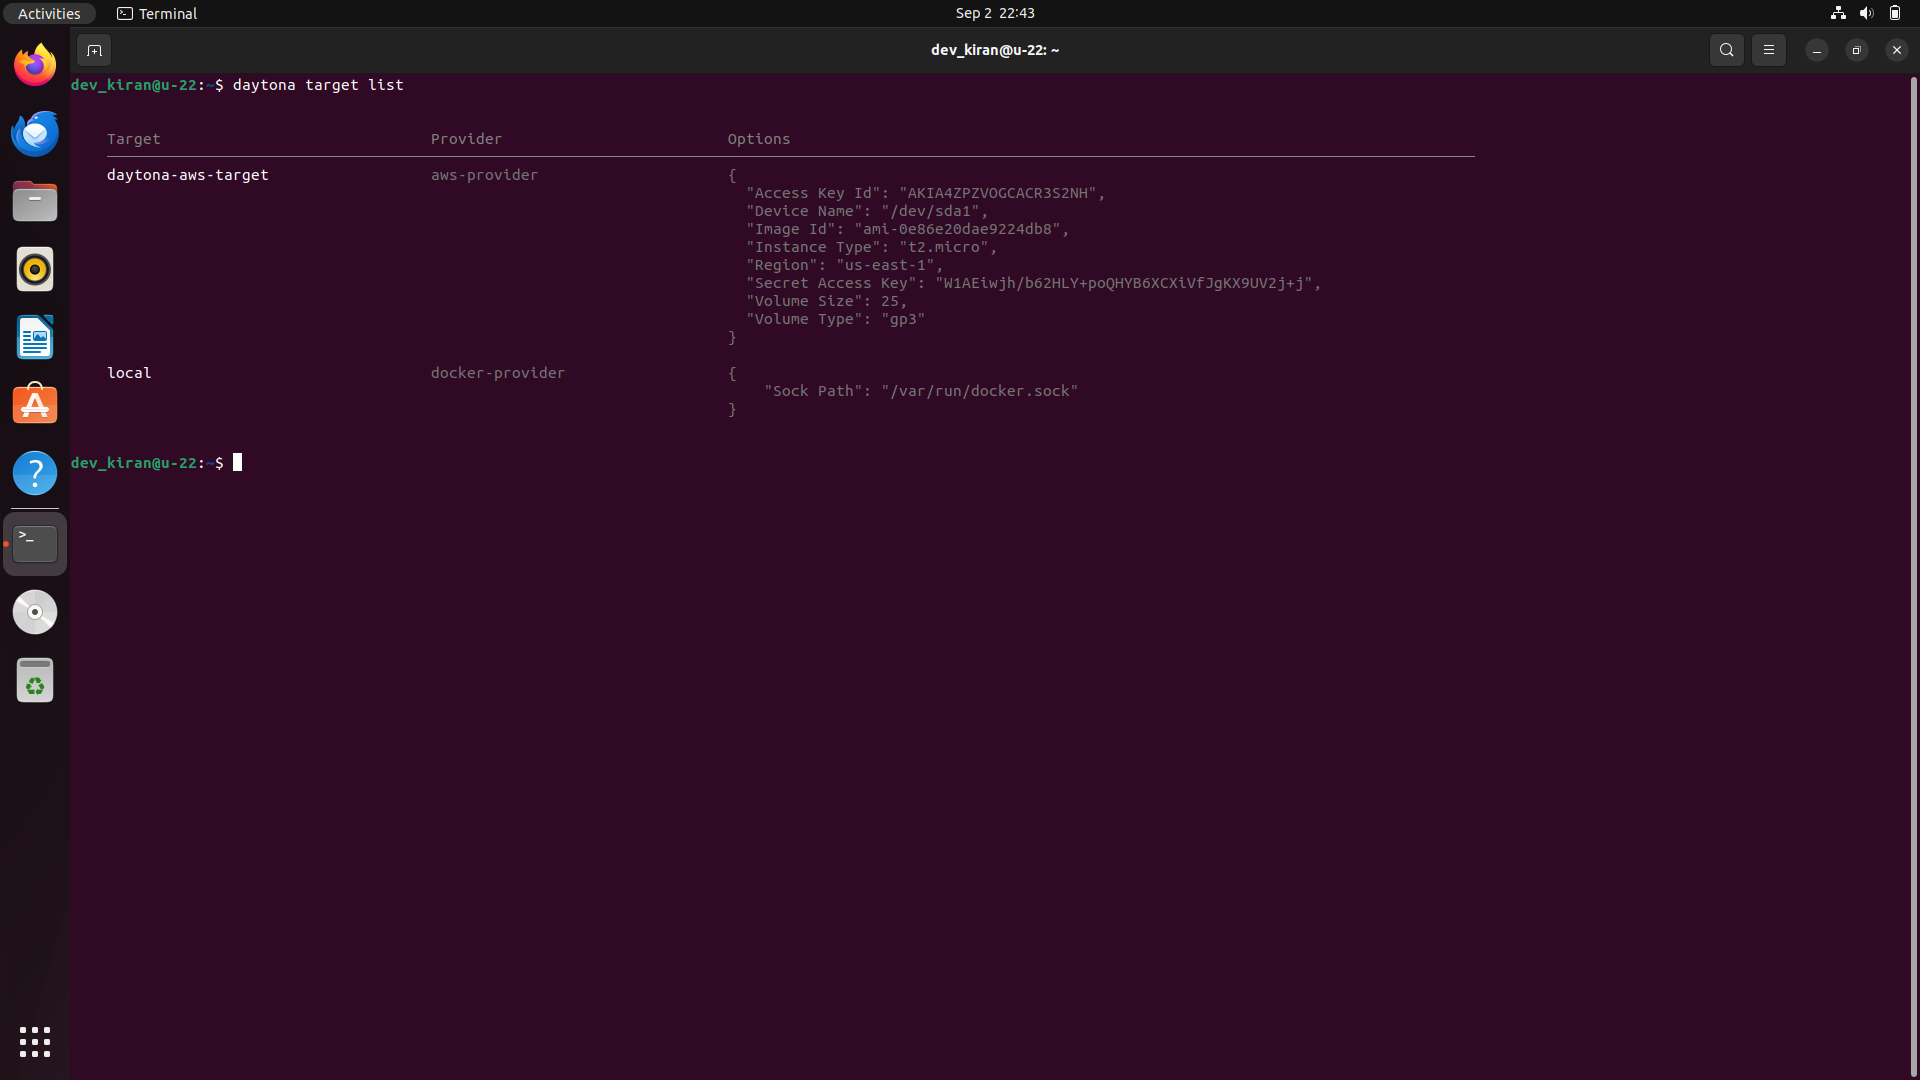 Activities
Terminal
Sep 2 22:43
dev_kiran@u-22: ~
dev_kiran@u-22:~$ daytona target list
Target Provider Options
daytona-aws-target aws-provider {
"Access Key Id": "AKIA4ZPZVOGCACR3S2NH",
"Device Name": "/dev/sda1",
"Image Id": "ami-0e86e20dae9224db8",
"Instance Type": "t2.micro",
"Region": "us-east-1",
"Secret Access Key": "W1AEiwjh/b62HLY+poQHYB6XCXiVfJgKX9UV2j+j",
"Volume Size": 25,
"Volume Type": "gp3"
}
local docker-provider {
"Sock Path": "/var/run/docker.sock"
}
dev_kiran@u-22:~$